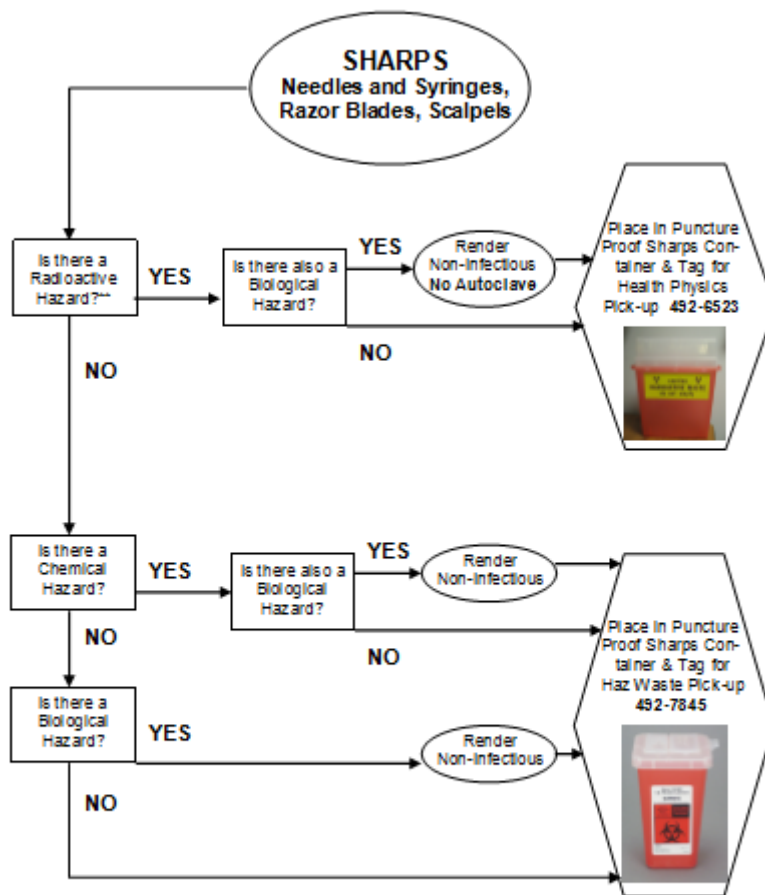 SHARPS
Needles and Syringes,
Razor Blades, Scalpels
Is there a
Radioactive
Hazard?**
YES
Is there also a
Biological
Hazard?
YES
Render
Non-Infectious
No Autoclave
Place In Puncture
Proof Sharps Con-
tainer & Tag for
Health Physics
Pick-up 492-6523
NO
NO
CAUTION
Is there a
Chemical
Hazard?
YES
Is there also a
Biological
Hazard?
YES
Render
Non-Infectious
NO
NO
Place In Puncture
Proof Sharps Con-
tainer & Tag for
Haz Waste Pick-up
492-7845
Is there a
Biological
Hazard?
YES
Render
Non-Infectious
NO